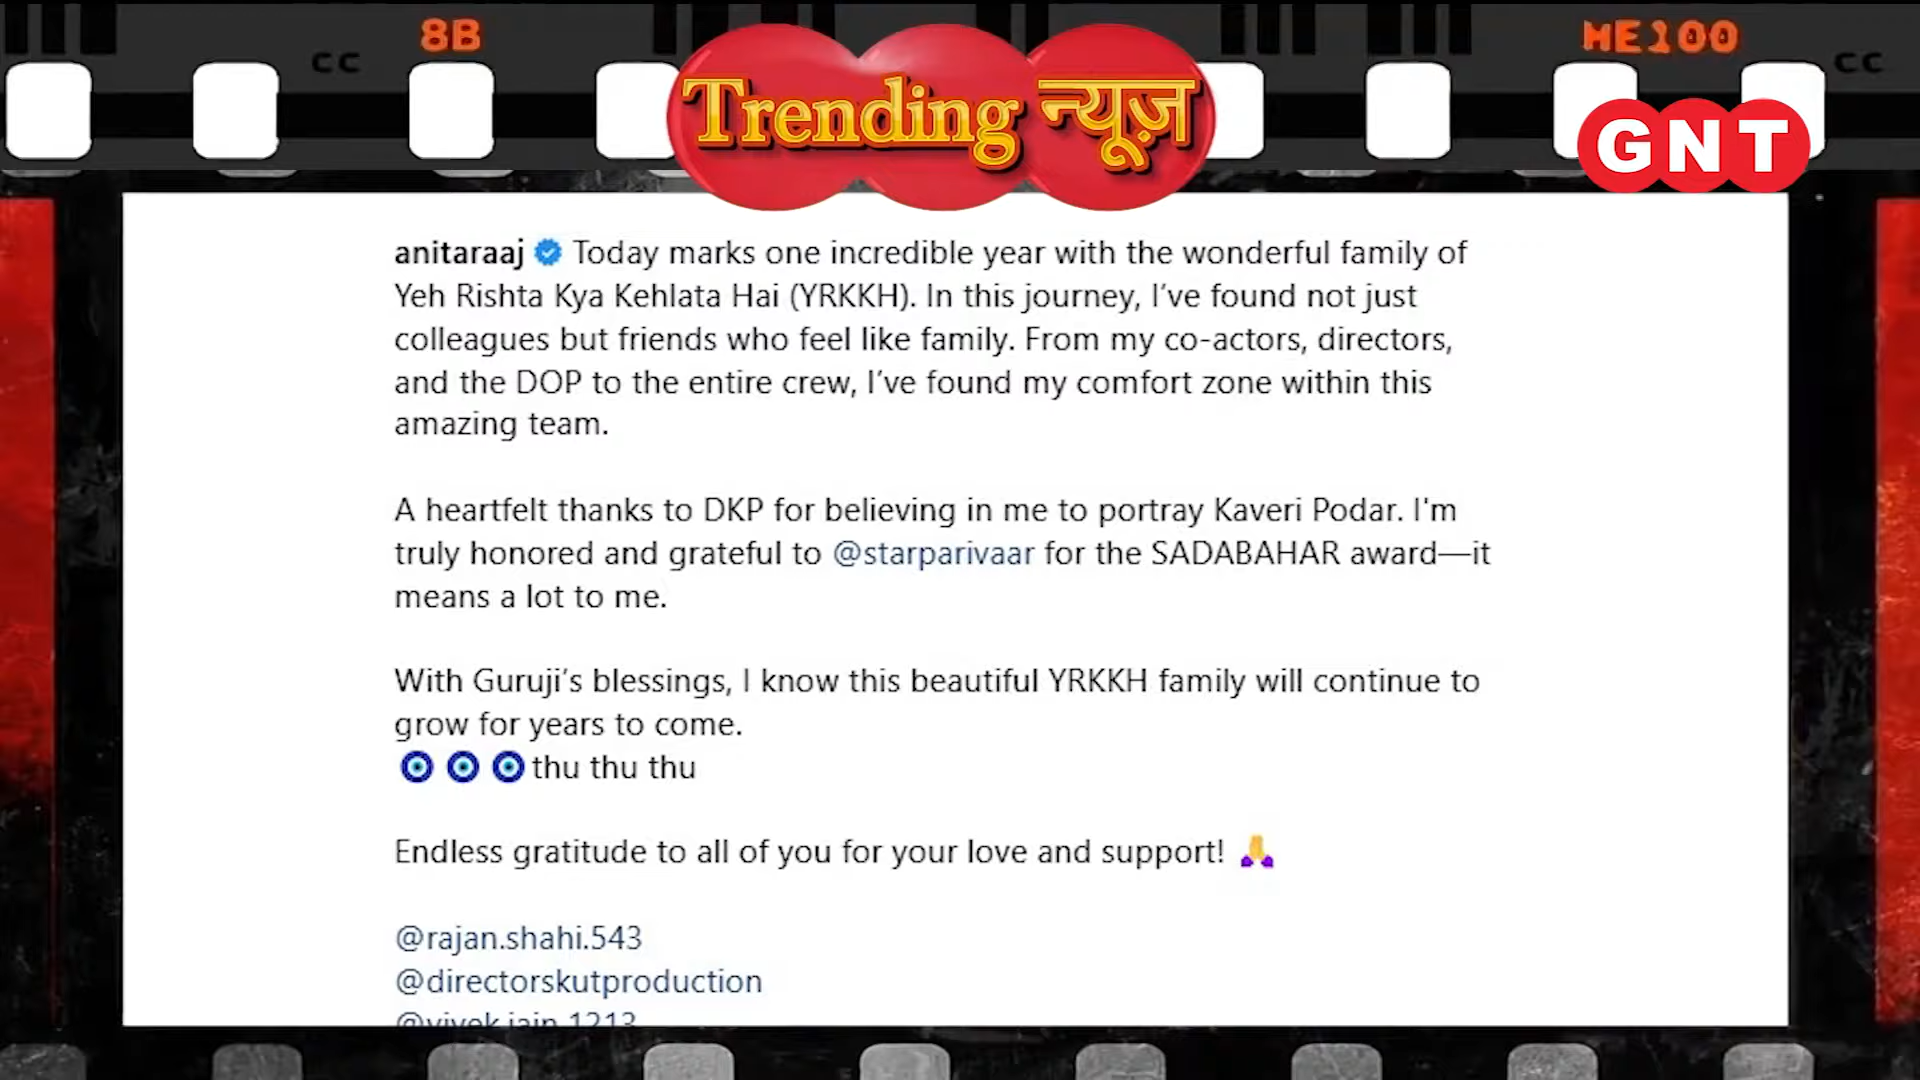 8B
CC
ME100
CC
Trending न्यूज़
GNT
anitaraaj Today marks one incredible year with the wonderful family of
Yeh Rishta Kya Kehlata Hai (YRKKH). In this journey, I’ve found not just
colleagues but friends who feel like family. From my co-actors, directors,
and the DOP to the entire crew, I’ve found my comfort zone within this
amazing team.
A heartfelt thanks to DKP for believing in me to portray Kaveri Podar. I'm
truly honored and grateful to @starparivaar for the SADABAHAR award—it
means a lot to me.
With Guruji’s blessings, I know this beautiful YRKKH family will continue to
grow for years to come.
🧿🧿🧿thu thu thu
Endless gratitude to all of you for your love and support! 🙏
@rajan.shahi.543
@directorskutproduction
@vivek.jain.1213